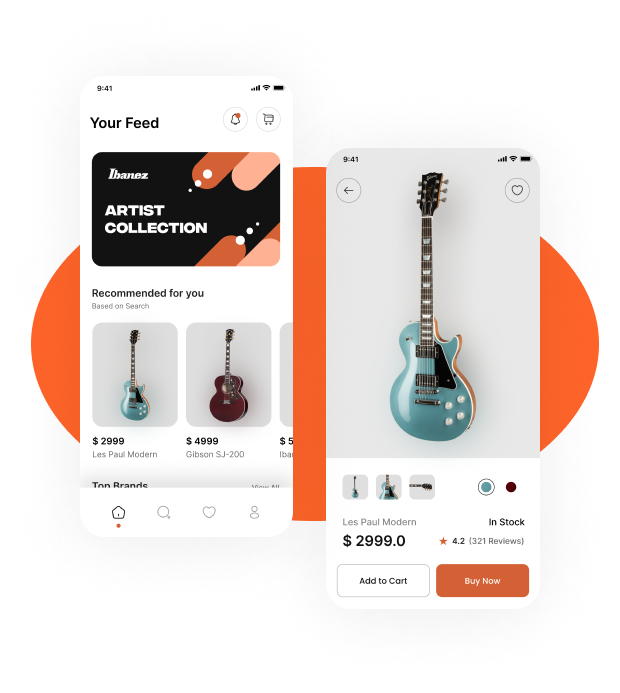 9:41
Your Feed
Ibanez
ARTIST
COLLECTION
Recommended for you
Based on Search
$ 2999
Les Paul Modern
$ 4999
Gibson SJ-200
$ 5
Iba
Top Brands
View All
9:41
Les Paul Modern
In Stock
$ 2999.0
4.2 (321 Reviews)
Add to Cart
Buy Now